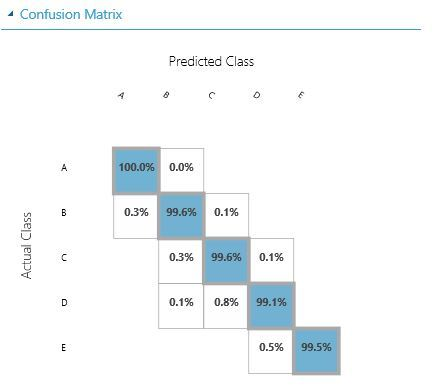 Confusion Matrix
Predicted Class
A B C D E
Actual Class
A 100.0% 0.0%
B 0.3% 99.6% 0.1%
C 0.3% 99.6% 0.1%
D 0.1% 0.8% 99.1%
E 0.5% 99.5%